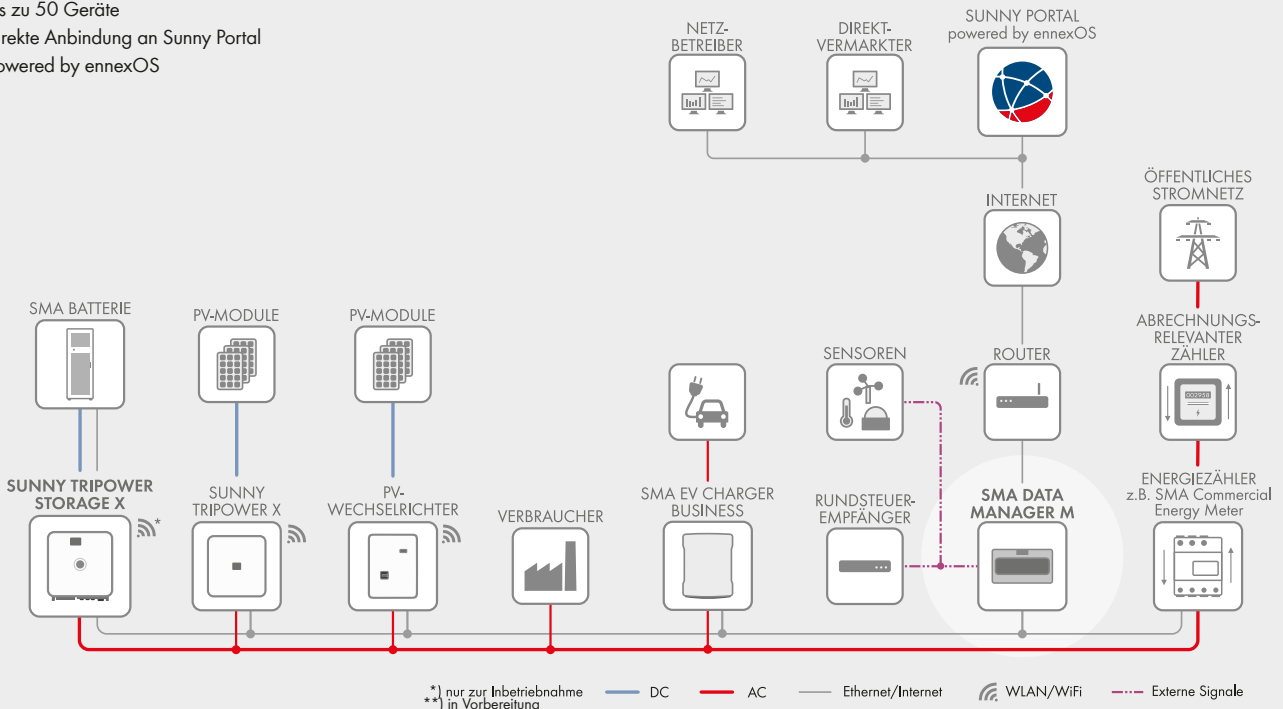 s zu 50 Geräte
rekte Anbindung an Sunny Portal
owered by ennexOS
NETZ-
BETREIBER
DIREKT-
VERMARKTER
SUNNY PORTAL
powered by ennexOS
INTERNET
ÖFFENTLICHES
STROMNETZ
SMA BATTERIE
PV-MODULE
PV-MODULE
SENSOREN
ROUTER
ABRECHNUNGS-
RELEVANTER
ZÄHLER
SUNNY TRIPOWER
STORAGE X
*
SUNNY
TRIPOWER X
PV-
WECHSELRICHTER
VERBRAUCHER
SMA EV CHARGER
BUSINESS
RUNDSTEUER-
EMPFÄNGER
SMA DATA
MANAGER M
ENERGIEZÄHLER
z.B. SMA Commercial
Energy Meter
*) nur zur Inbetriebnahme
**) in Vorbereitung
DC
AC
Ethernet/Internet
WLAN/WiFi
Externe Signale